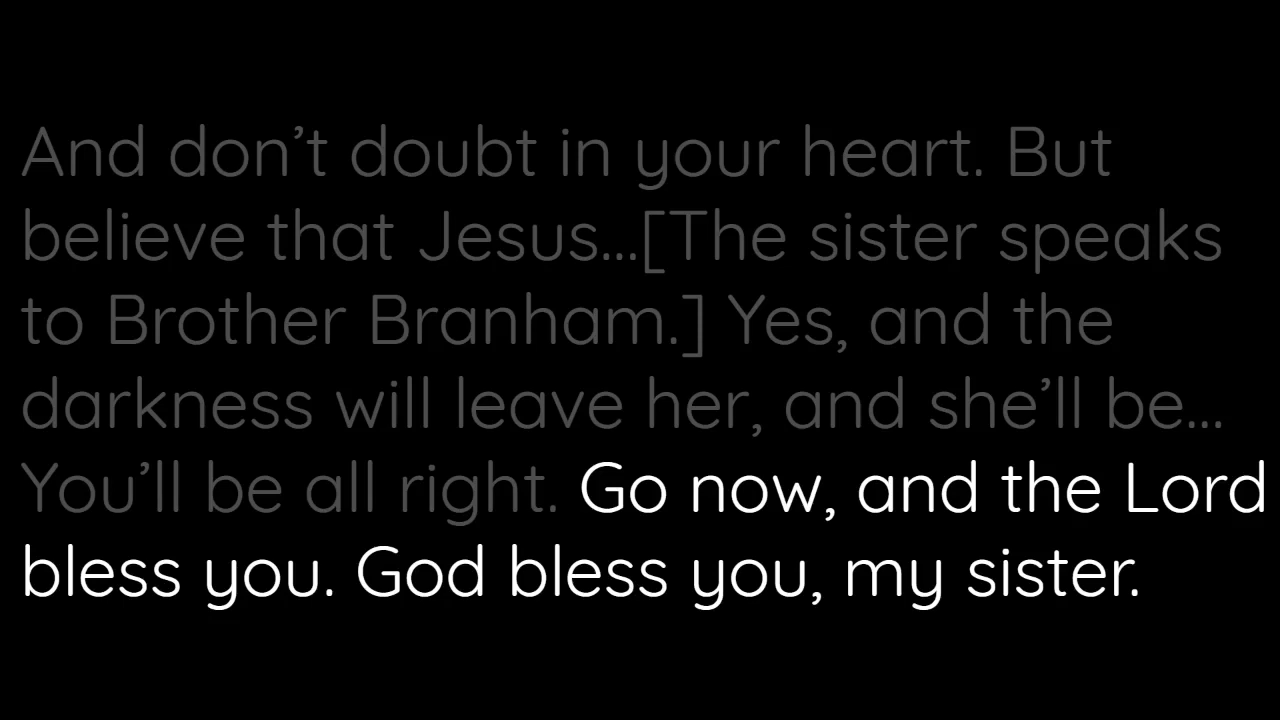 And don’t doubt in your heart. But
believe that Jesus...[The sister speaks
to Brother Branham.] Yes, and the
darkness will leave her, and she’ll be...
You’ll be all right. Go now, and the Lord
bless you. God bless you, my sister.